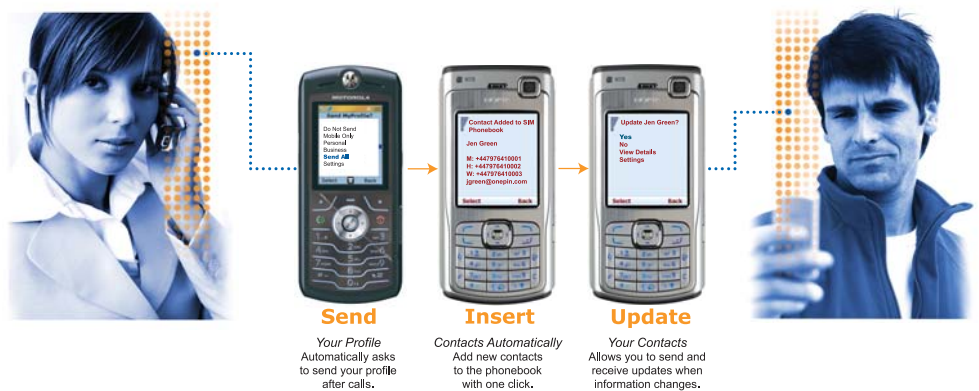 MOTOROLA
Send MyProfile?
Do Not Send
Mobile Only
Personal
Business
Send All
Settings
Select Back
Contact Added to SIM
Phonebook
Jen Green
M: +447976410001
H: +447976410002
W: +447976410003
jgreen@onepin.com
Select Back
Update Jen Green?
Yes
No
View Details
Settings
Select Back
Send
Your Profile
Automatically asks
to send your profile
after calls.
Insert
Contacts Automatically
Add new contacts
to the phonebook
with one click.
Update
Your Contacts
Allows you to send and
receive updates when
information changes.